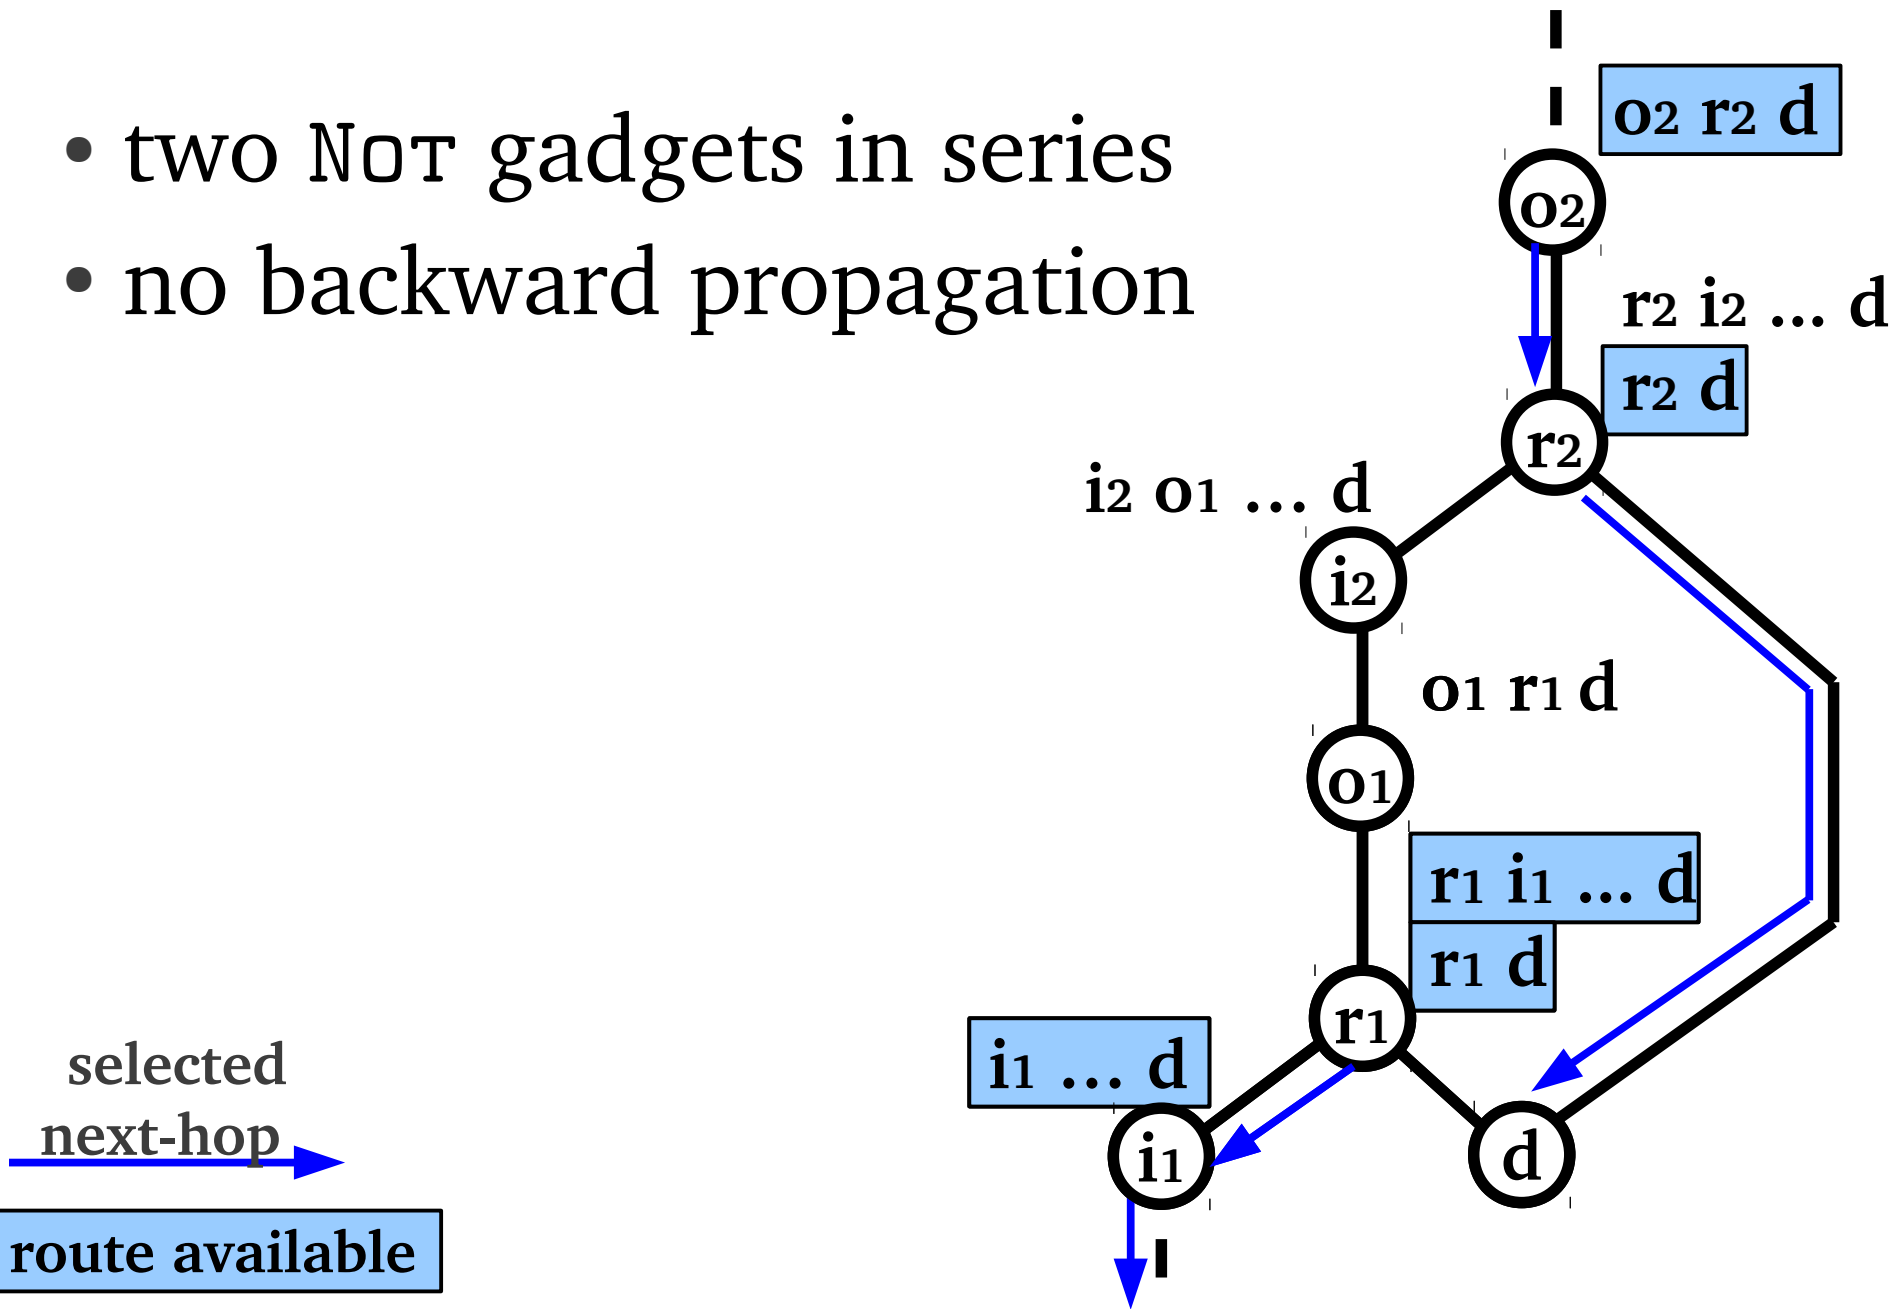 • two NOT gadgets in series
• no backward propagation
o2 r2 d
o2
r2 i2 ... d
r2 d
r2
i2 o1 ... d
i2
o1 r1 d
o1
r1 i1 ... d
r1 d
r1
i1 ... d
i1
d
selected
next-hop
route available